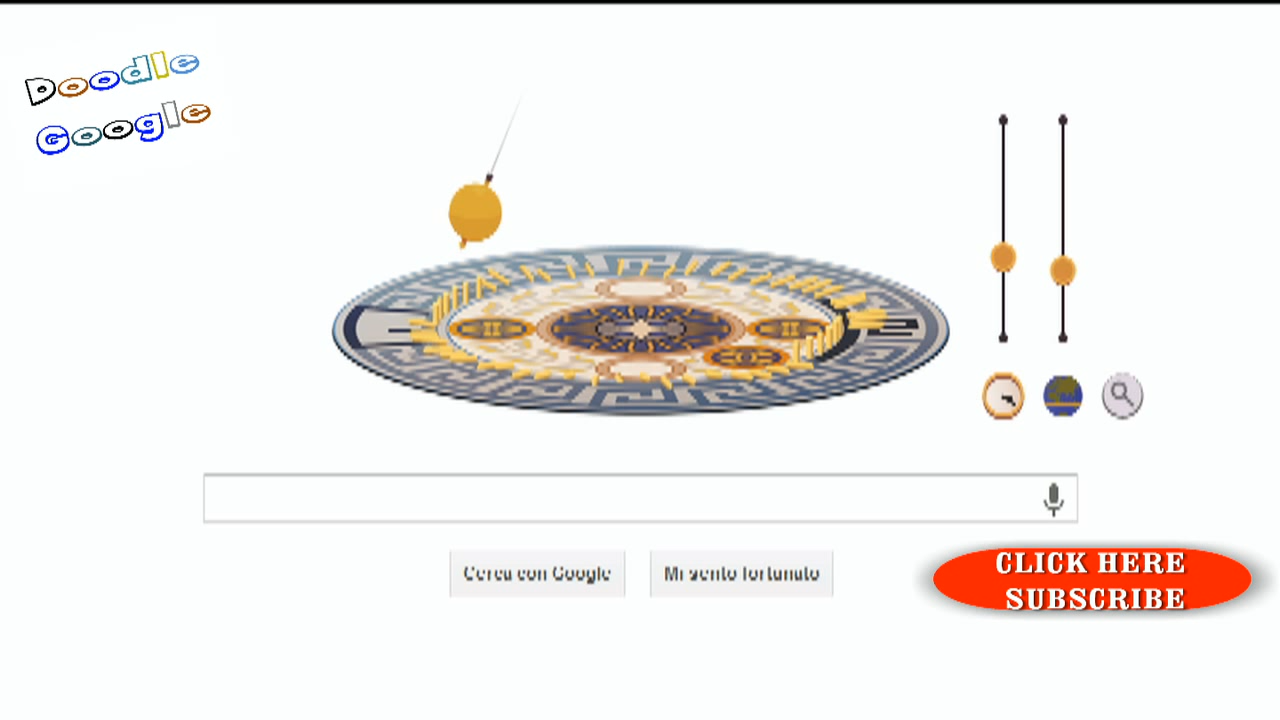 Doodle
Google
Cerca con Google
Mi sento fortunato
CLICK HERE
SUBSCRIBE